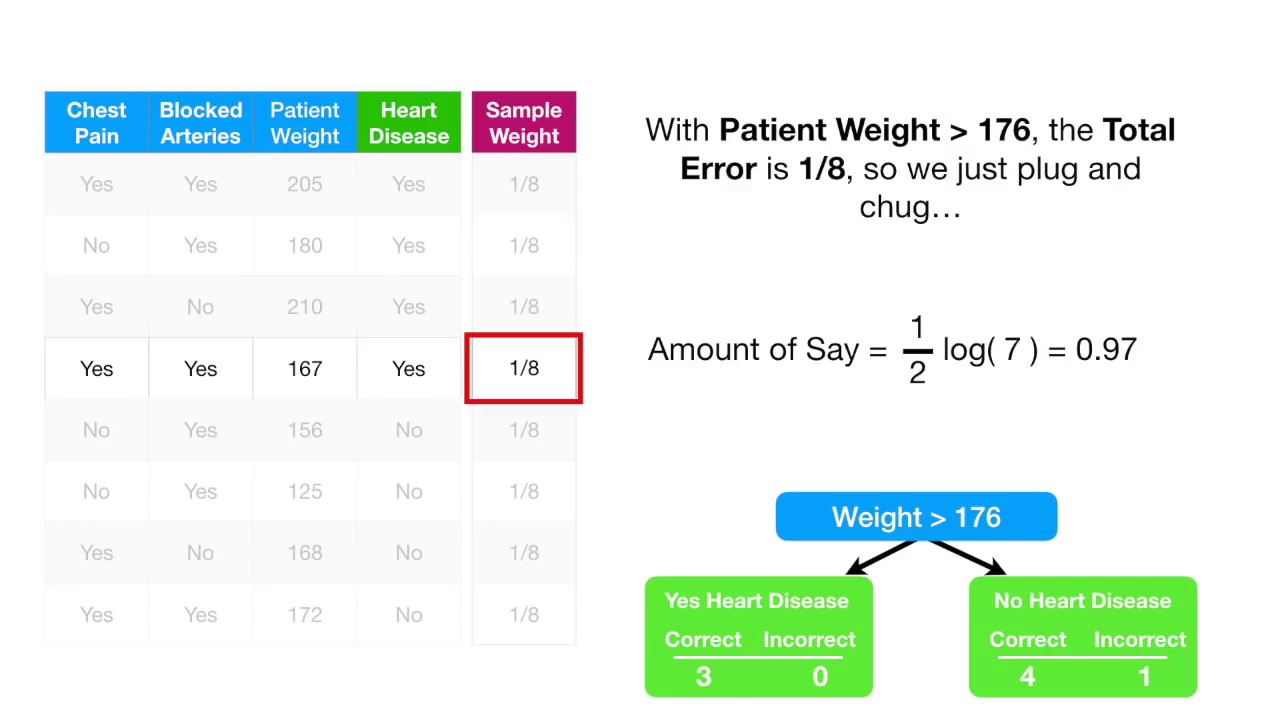 Chest Pain Blocked Arteries Patient Weight Heart Disease Sample Weight
Yes Yes 205 Yes 1/8
No Yes 180 Yes 1/8
Yes No 210 Yes 1/8
Yes Yes 167 Yes 1/8
No Yes 156 No 1/8
No Yes 125 No 1/8
Yes No 168 No 1/8
Yes Yes 172 No 1/8
With Patient Weight > 176, the Total
Error is 1/8, so we just plug and
chug…
Amount of Say = 1/2 log( 7 ) = 0.97
Weight > 176
Yes Heart Disease
Correct Incorrect
3 0
No Heart Disease
Correct Incorrect
4 1